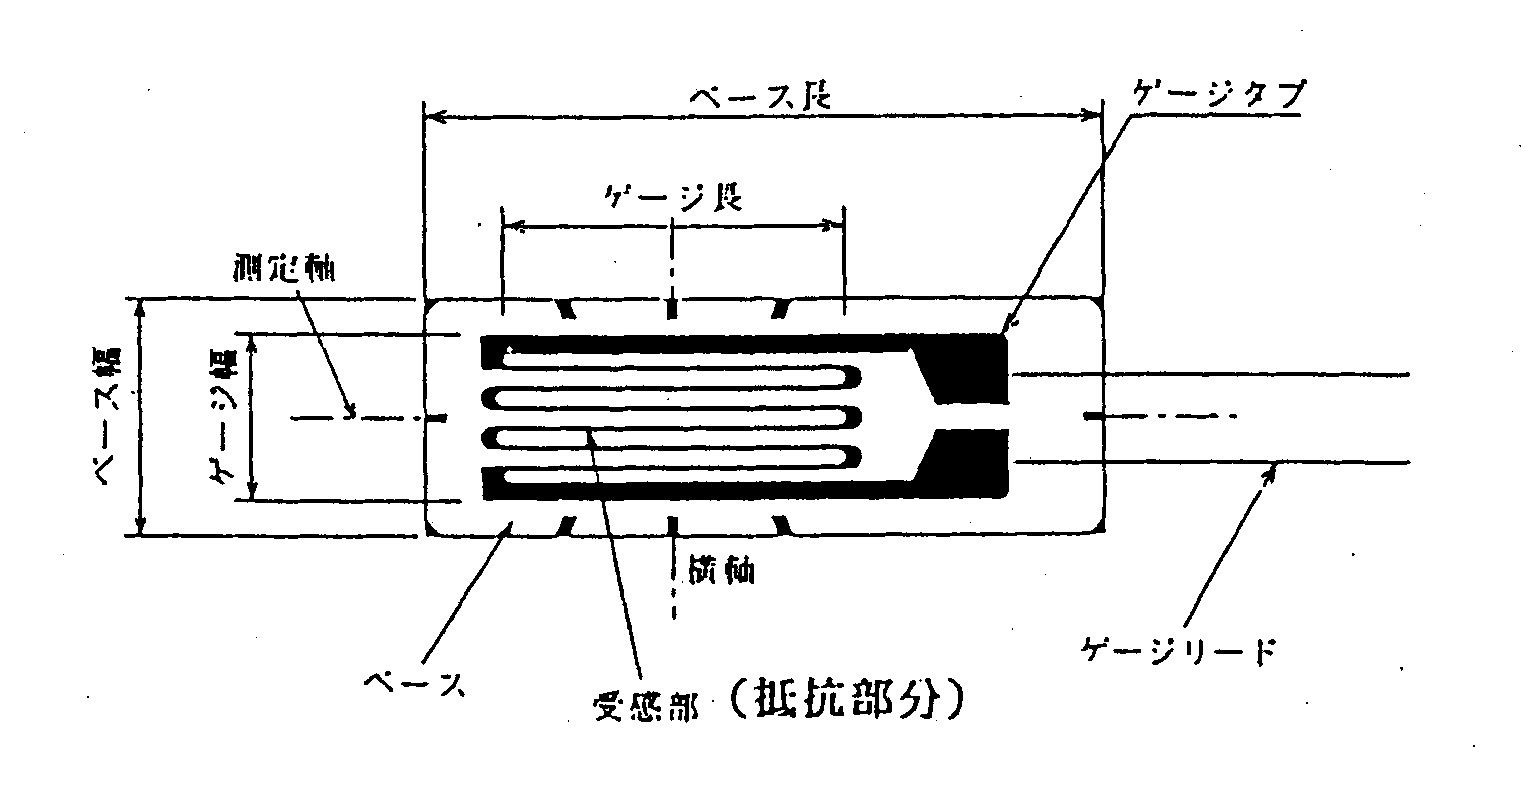 ベース長
ゲージタブ
ゲージ長
測定軸
ベース幅
ゲージ幅
横軸
ゲージリード
ベース
受感部(抵抗部分)